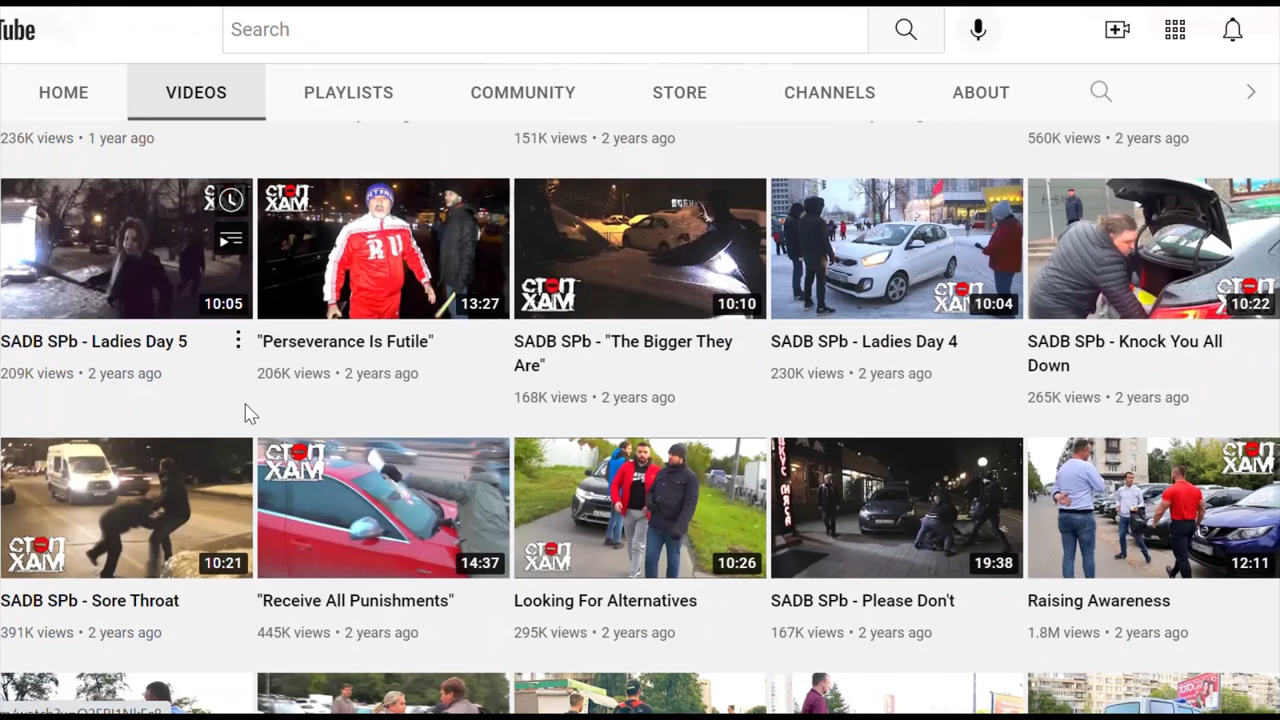 Tube
Search
HOME
VIDEOS
PLAYLISTS
COMMUNITY
STORE
CHANNELS
ABOUT
236K views • 1 year ago
151K views • 2 years ago
560K views • 2 years ago
10:05
СТОП
ХАМ
RU
13:27
СТОП
ХАМ
10:10
СТОП
ХАМ
10:04
СТОП
ХАМ
10:22
SADB SPb - Ladies Day 5
209K views • 2 years ago
"Perseverance Is Futile"
206K views • 2 years ago
SADB SPb - "The Bigger They
Are"
168K views • 2 years ago
SADB SPb - Ladies Day 4
230K views • 2 years ago
SADB SPb - Knock You All
Down
265K views • 2 years ago
СТОП
ХАМ
10:21
СТОП
ХАМ
14:37
СТОП
ХАМ
10:26
19:38
СТОП
ХАМ
12:11
SADB SPb - Sore Throat
391K views • 2 years ago
"Receive All Punishments"
445K views • 2 years ago
Looking For Alternatives
295K views • 2 years ago
SADB SPb - Please Don't
167K views • 2 years ago
Raising Awareness
1.8M views • 2 years ago